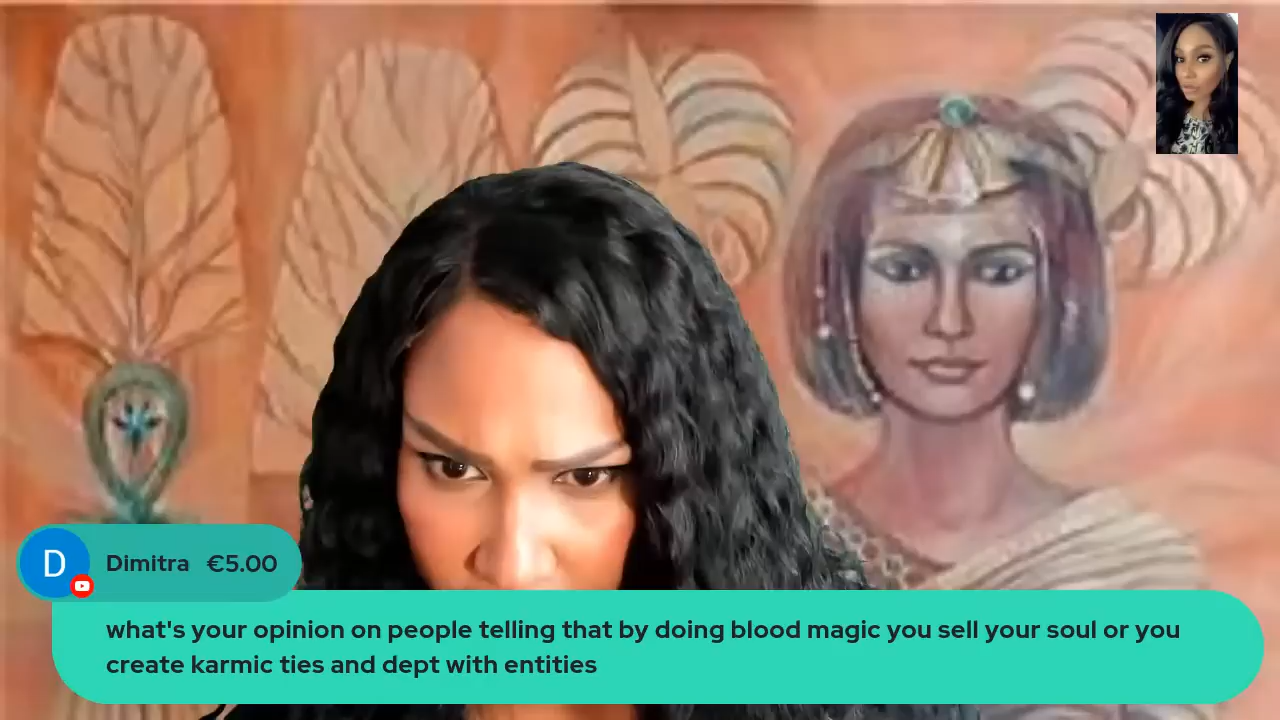 D
Dimitra €5.00
what's your opinion on people telling that by doing blood magic you sell your soul or you
create karmic ties and dept with entities